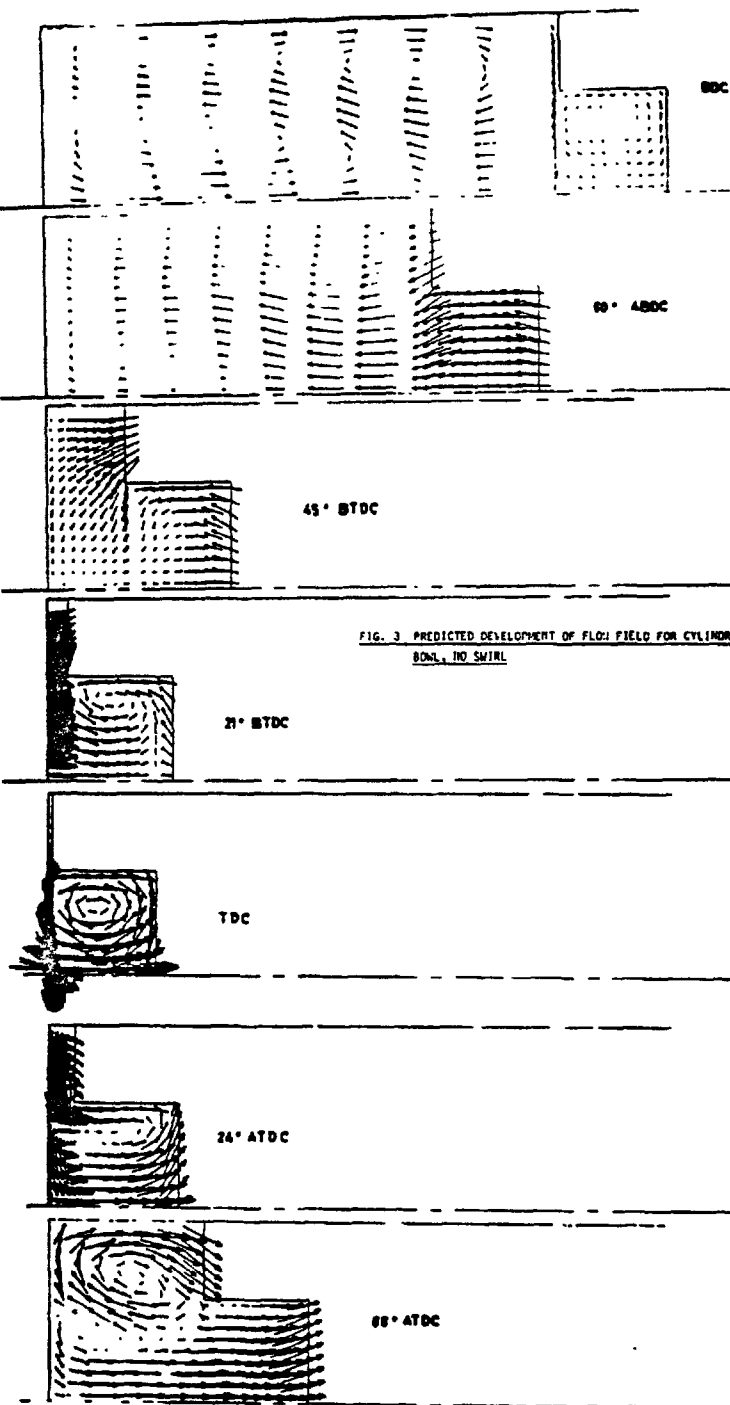 BDC
90° ABDC
45° BTDC
FIG. 3 PREDICTED DEVELOPMENT OF FLOW FIELD FOR CYLINDR
BOWL, NO SWIRL
21° BTDC
TDC
24° ATDC
ATDC